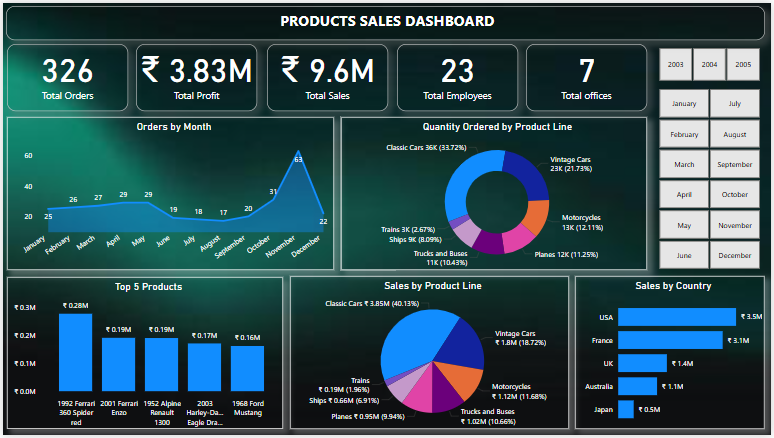 PRODUCTS SALES DASHBOARD
326
Total Orders
₹ 3.83M
Total Profit
₹ 9.6M
Total Sales
23
Total Employees
7
Total offices
2003
2004
2005
January
July
February
August
March
September
April
October
May
November
June
December
Orders by Month
60
40
20
25
26
27
29
29
19
18
17
20
31
63
22
January
February
March
April
May
June
July
August
September
October
November
December
Quantity Ordered by Product Line
Classic Cars 36K (33.72%)
Vintage Cars
23K (21.73%)
Motorcycles
13K (12.11%)
Planes 12K (11.25%)
Trucks and Buses
11K (10.43%)
Ships 9K (8.09%)
Trains 3K (2.67%)
Top 5 Products
₹ 0.3M
₹ 0.2M
₹ 0.1M
₹ 0.0M
₹ 0.28M
₹ 0.19M
₹ 0.19M
₹ 0.17M
₹ 0.16M
1992 Ferrari
360 Spider
red
2001 Ferrari
Enzo
1952 Alpine
Renault
1300
2003
Harley-Da...
Eagle Dra...
1968 Ford
Mustang
Sales by Product Line
Classic Cars ₹ 3.85M (40.13%)
Vintage Cars
₹ 1.8M (18.72%)
Motorcycles
₹ 1.12M (11.68%)
Trucks and Buses
₹ 1.02M (10.66%)
Planes ₹ 0.95M (9.94%)
Ships ₹ 0.66M (6.91%)
Trains
₹ 0.19M (1.96%)
Sales by Country
USA
₹ 3.5M
France
₹ 3.1M
UK
₹ 1.4M
Australia
₹ 1.1M
Japan
₹ 0.5M